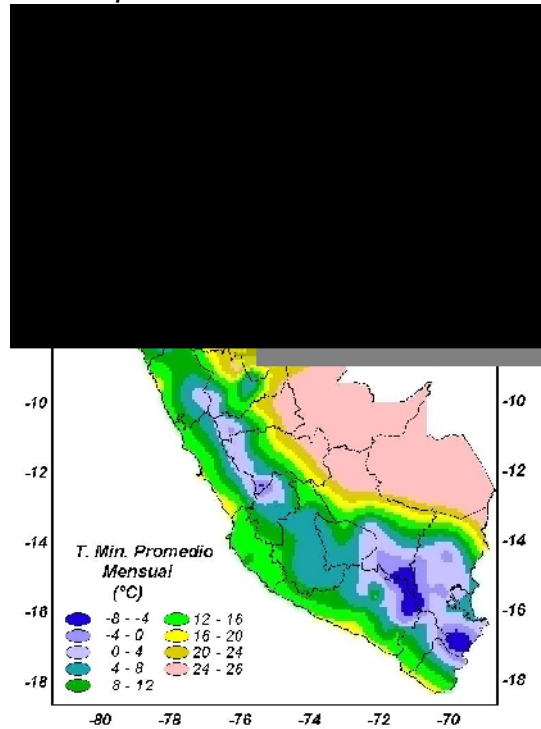 -10 -10
-12 -12
-14 -14
-16 -16
-18 -18
T. Min. Promedio
Mensual
(°C)
-8 - -4 12 - 16
-4 - 0 16 - 20
0 - 4 20 - 24
4 - 8 24 - 26
8 - 12
-80 -78 -76 -74 -72 -70